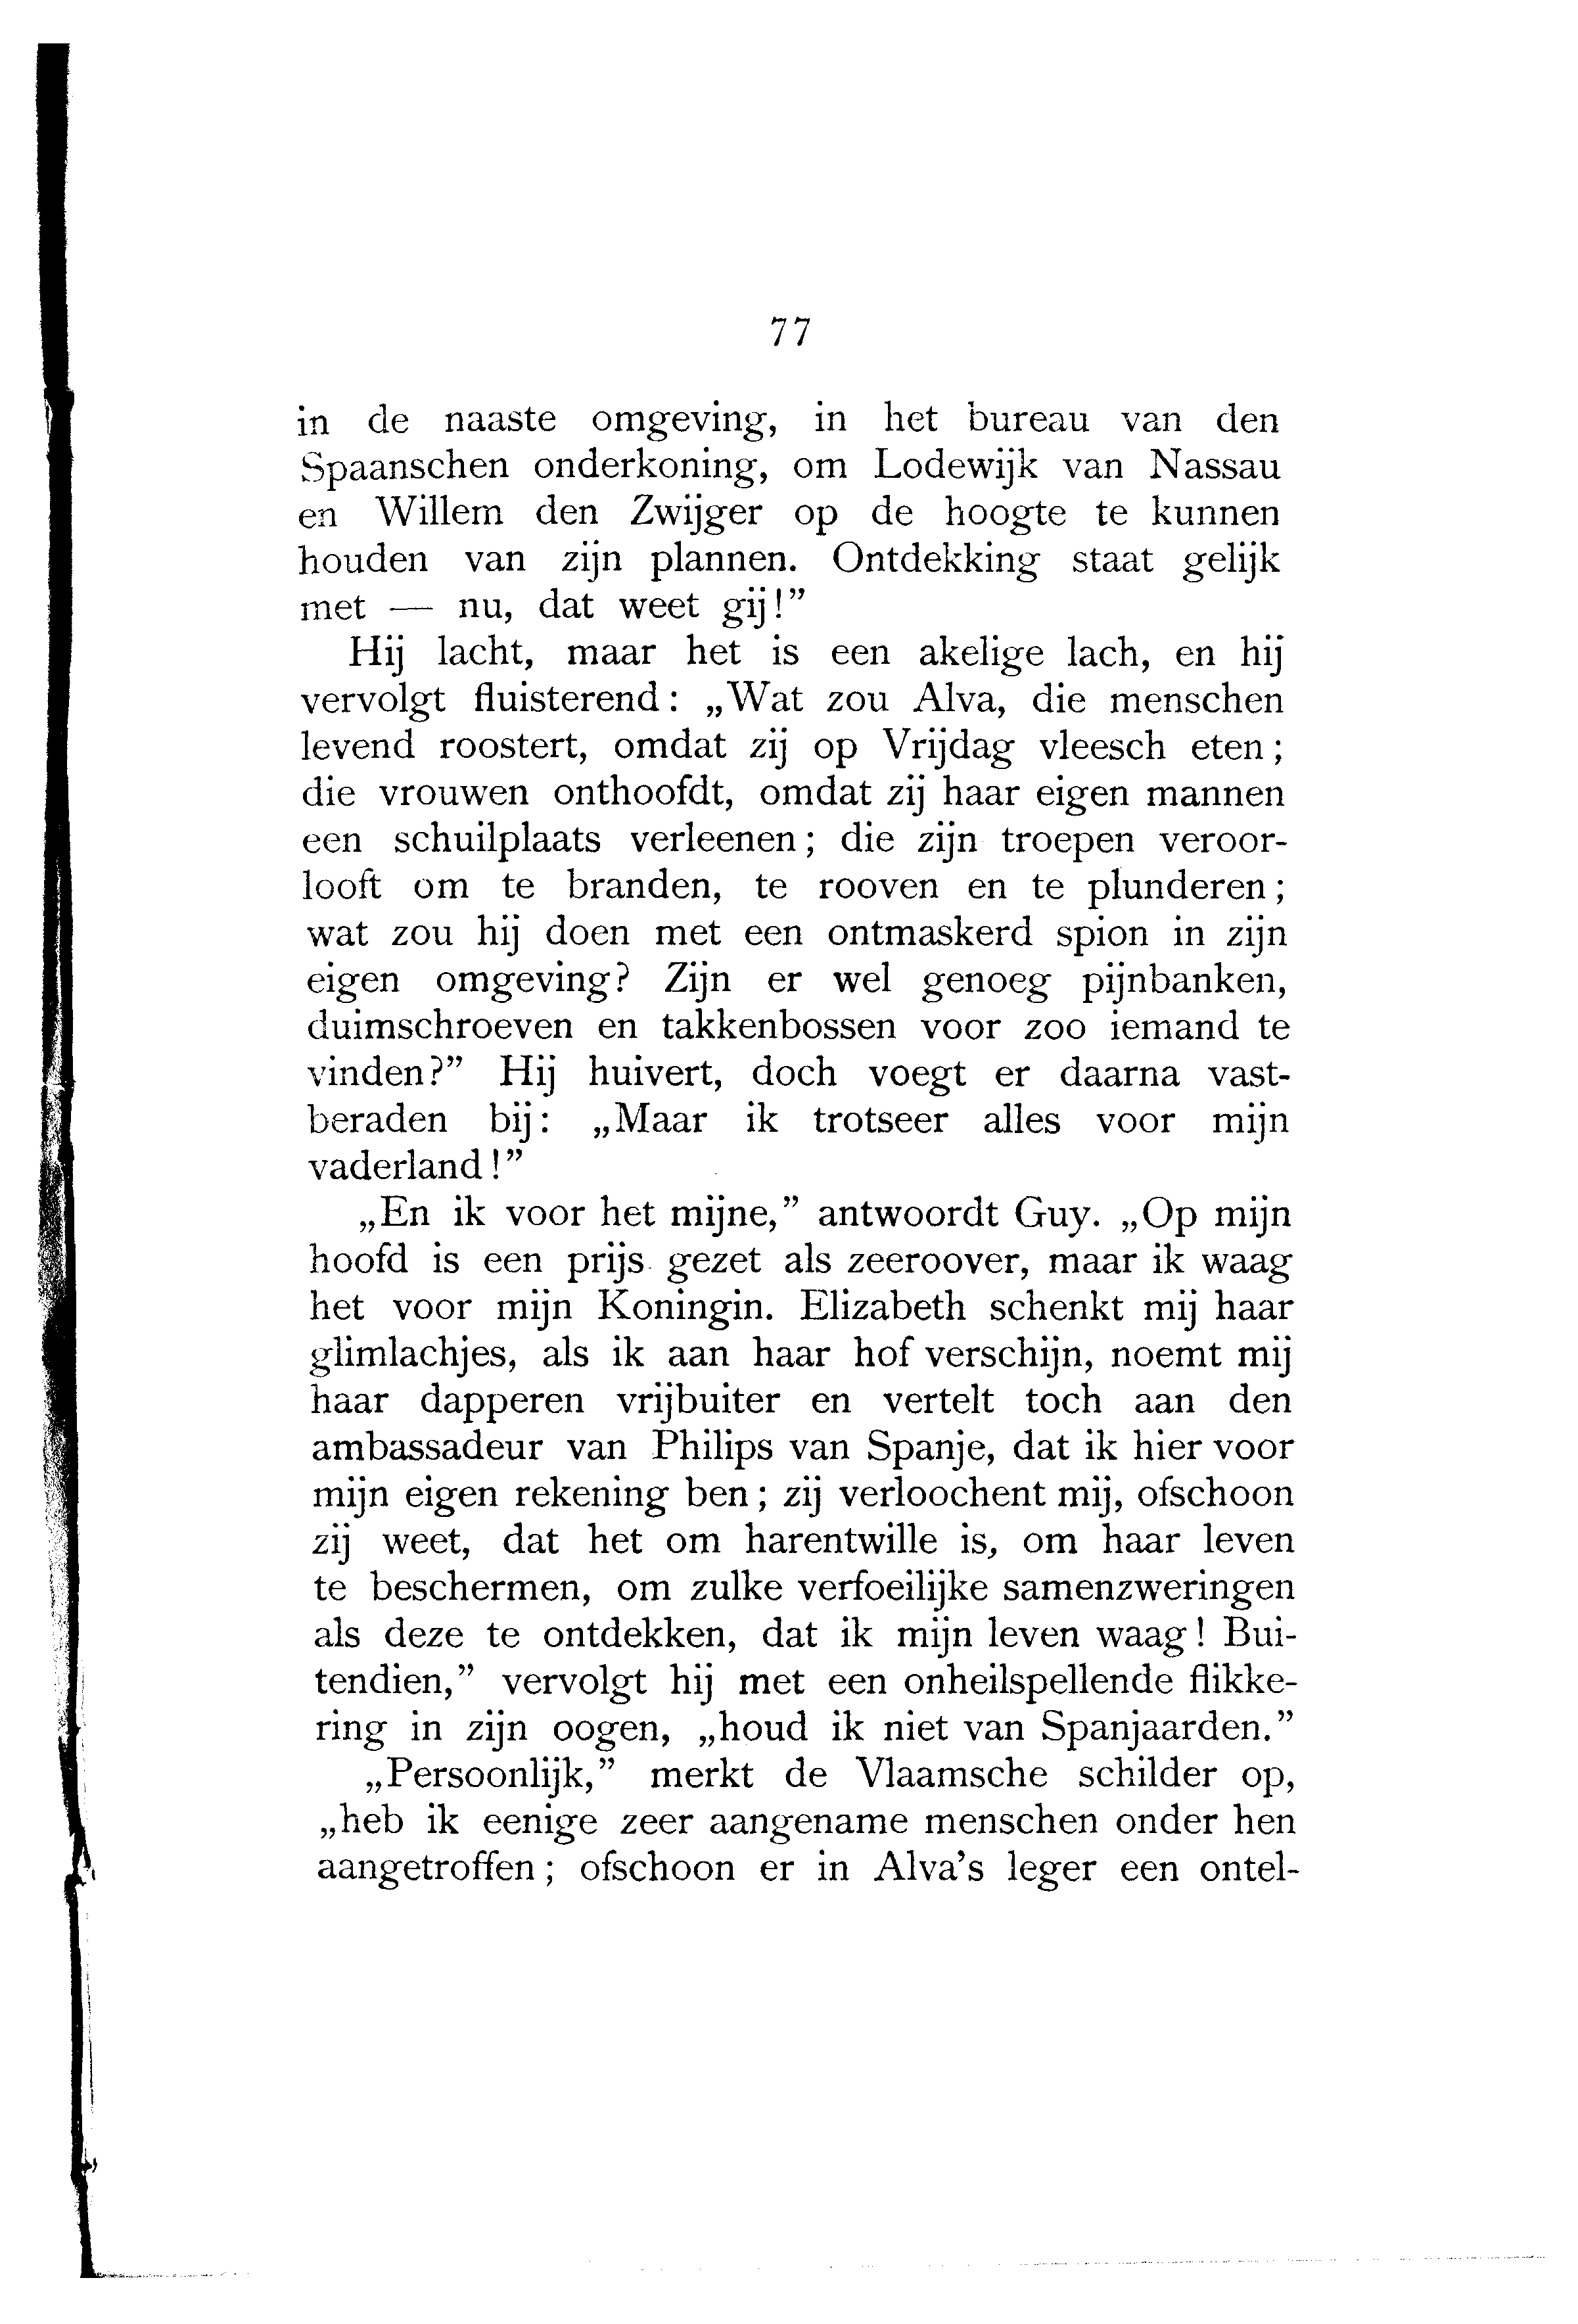 77
in de naaste omgeving, in het bureau van den
Spaanschen onderkoning, om Lodewijk van Nassau
en Willem den Zwijger op de hoogte te kunnen
houden van zijn plannen. Ontdekking staat gelijk
met — nu, dat weet gij!”
Hij lacht, maar het is een akelige lach, en hij
vervolgt fluisterend: „Wat zou Alva, die menschen
levend roostert, omdat zij op Vrijdag vleesch eten;
die vrouwen onthoofdt, omdat zij haar eigen mannen
een schuilplaats verleenen; die zijn troepen veroor-
looft om te branden, te rooven en te plunderen;
wat zou hij doen met een ontmaskerd spion in zijn
eigen omgeving? Zijn er wel genoeg pijnbanken,
duimschroeven en takkenbossen voor zoo iemand te
vinden?” Hij huivert, doch voegt er daarna vast-
beraden bij: „Maar ik trotseer alles voor mijn
vaderland!”
„En ik voor het mijne,” antwoordt Guy. „Op mijn
hoofd is een prijs gezet als zeeroover, maar ik waag
het voor mijn Koningin. Elizabeth schenkt mij haar
glimlachjes, als ik aan haar hof verschijn, noemt mij
haar dapperen vrijbuiter en vertelt toch aan den
ambassadeur van Philips van Spanje, dat ik hier voor
mijn eigen rekening ben; zij verloochent mij, ofschoon
zij weet, dat het om harentwille is, om haar leven
te beschermen, om zulke verfoeilijke samenzweringen
als deze te ontdekken, dat ik mijn leven waag! Bui-
tendien,” vervolgt hij met een onheilspellende flikke-
ring in zijn oogen, „houd ik niet van Spanjaarden.”
„Persoonlijk,” merkt de Vlaamsche schilder op,
„heb ik eenige zeer aangename menschen onder hen
aangetroffen; ofschoon er in Alva’s leger een ontel-